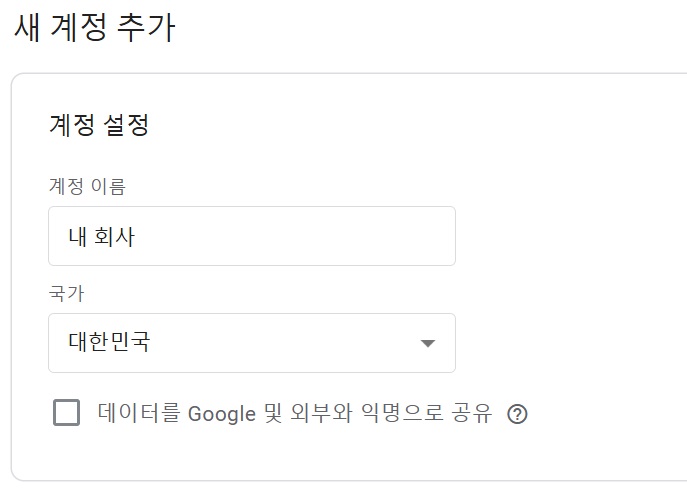 새 계정 추가
계정 설정
계정 이름
내 회사
국가
대한민국
데이터를 Google 및 외부와 익명으로 공유 ?